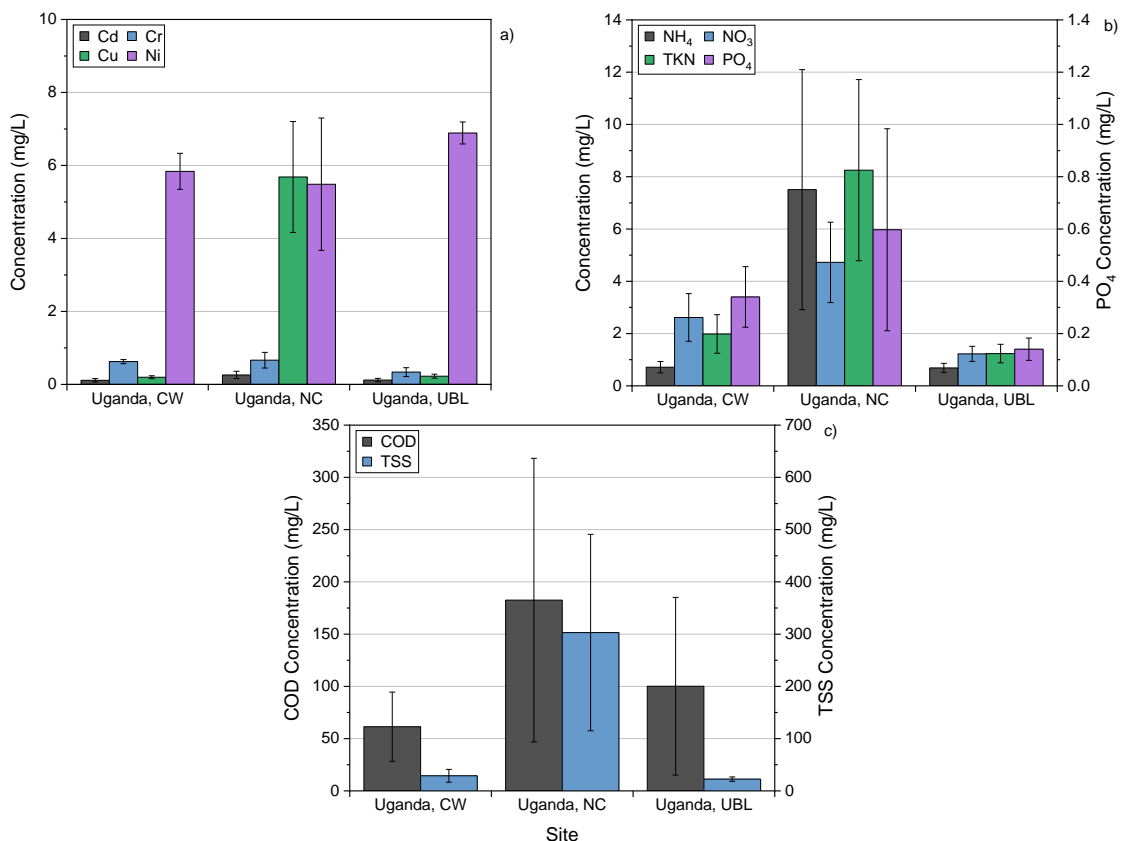 a)
Cd Cr
Cu Ni
10
8
6
4
2
0
Concentration (mg/L)
Uganda, CW Uganda, NC Uganda, UBL
b)
NH4 NO3
TKN PO4
14
12
10
8
6
4
2
0
Concentration (mg/L)
1.4
1.2
1.0
0.8
0.6
0.4
0.2
0.0
PO4 Concentration (mg/L)
Uganda, CW Uganda, NC Uganda, UBL
c)
COD
TSS
350
300
250
200
150
100
50
0
COD Concentration (mg/L)
700
600
500
400
300
200
100
0
TSS Concentration (mg/L)
Uganda, CW Uganda, NC Uganda, UBL
Site